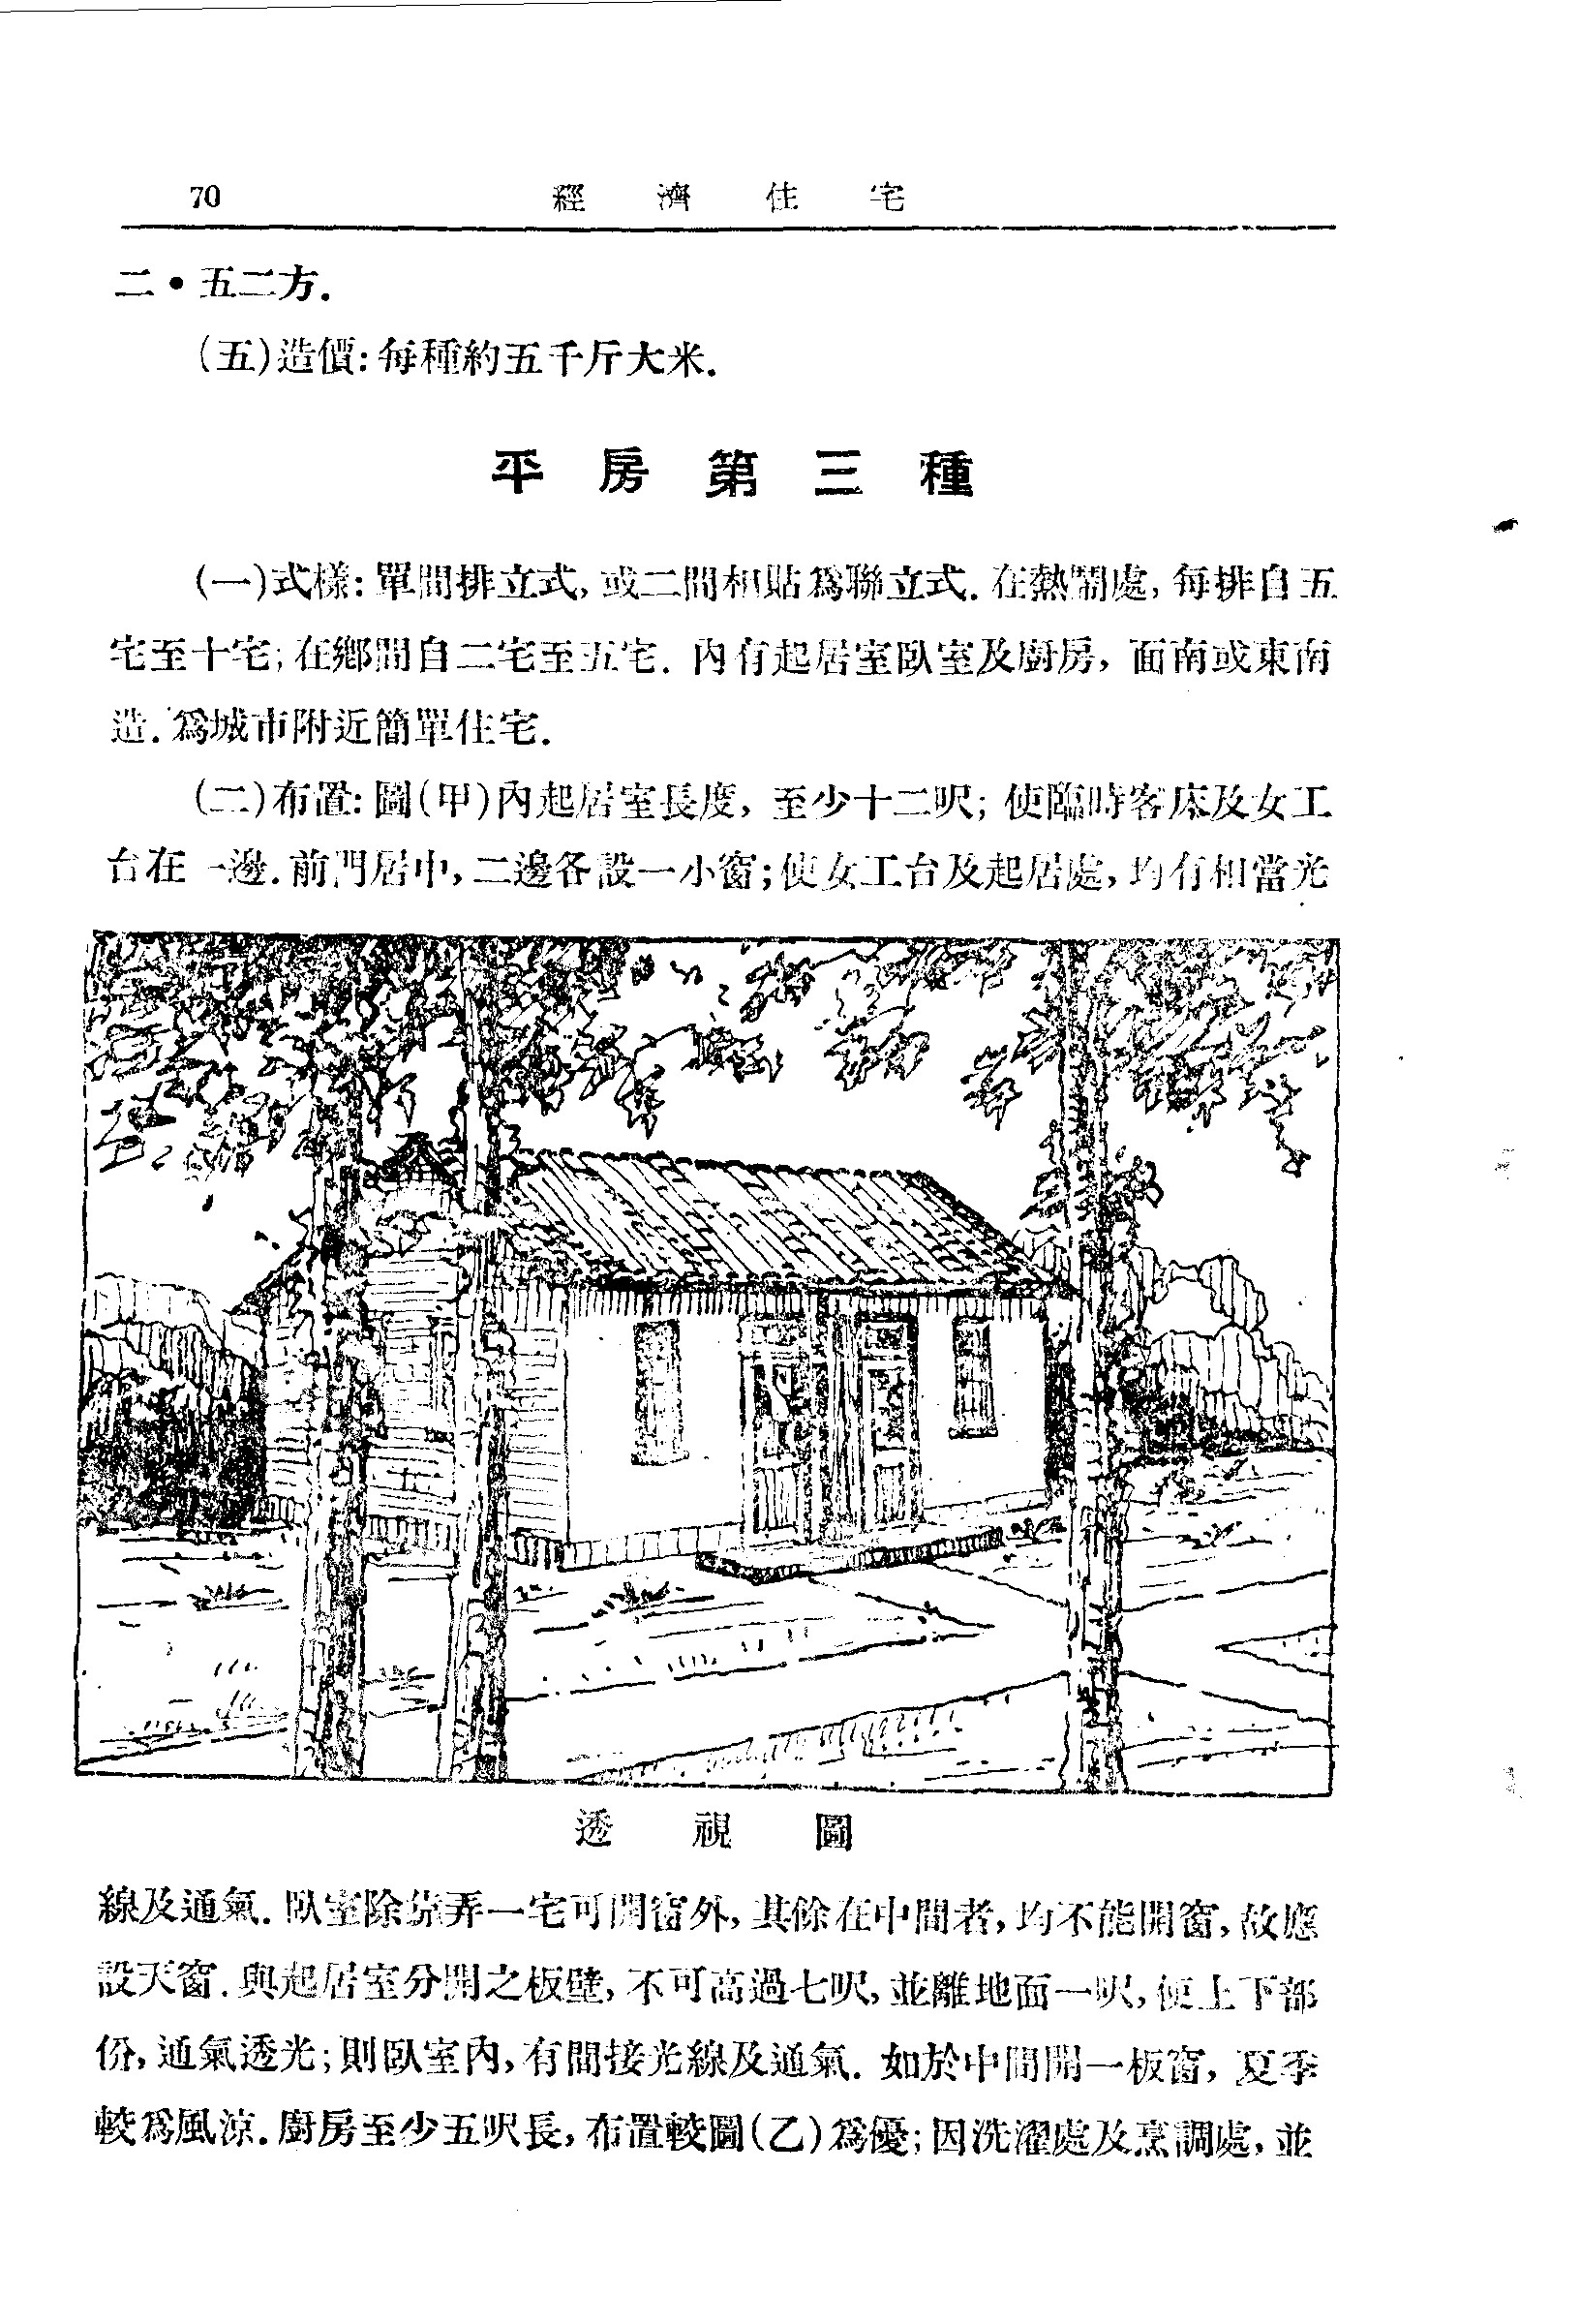 70 經濟住宅
二•五二方.
(五)造價:每種約五千斤大米.
平房第三種
(一)式樣:單間排立式,或二間相貼爲聯立式.在熱鬧處,每排自五
宅至十宅;在鄉間自二宅至五宅.內有起居室臥室及廚房,面南或東南
造.爲城市附近簡單住宅.
(二)布置:圖(甲)內起居室長度,至少十二呎;使臨時客床及女工
台在一邊.前門居中,二邊各設一小窗;使女工台及起居處,均有相當光
透視圖
線及通氣.臥室除靠弄一宅可開窗外,其餘在中間者,均不能開窗,故應
設天窗.與起居室分開之板壁,不可高過七呎,並離地面一呎,使上下部
份,通氣透光;則臥室內,有間接光線及通氣.如於中間開一板窗,夏季
較爲風涼.廚房至少五呎長,布置較圖(乙)爲優;因洗濯處及烹調處,並